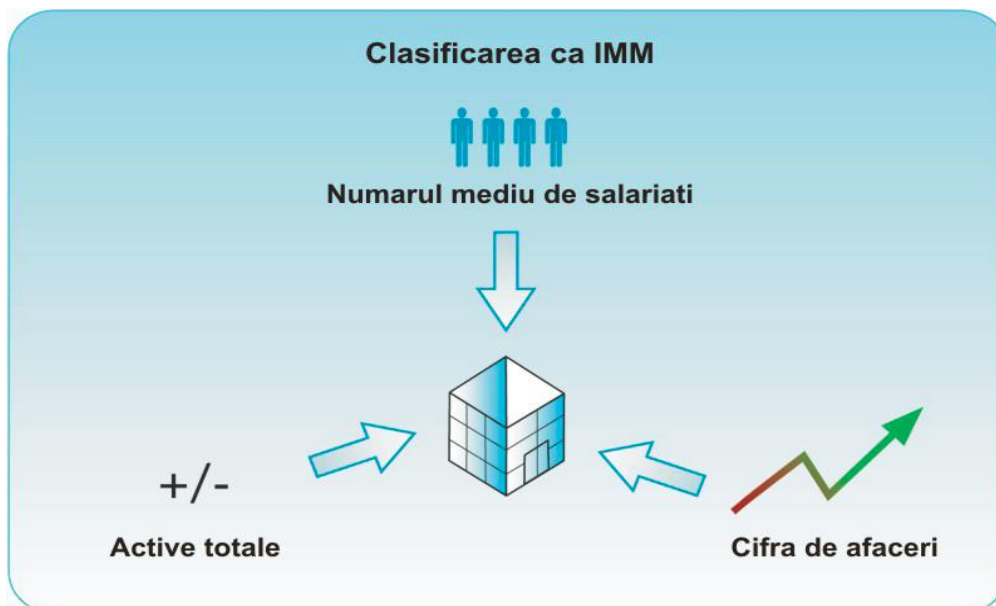 Clasificarea ca IMM
Numarul mediu de salariati
+/-
Active totale
Cifra de afaceri